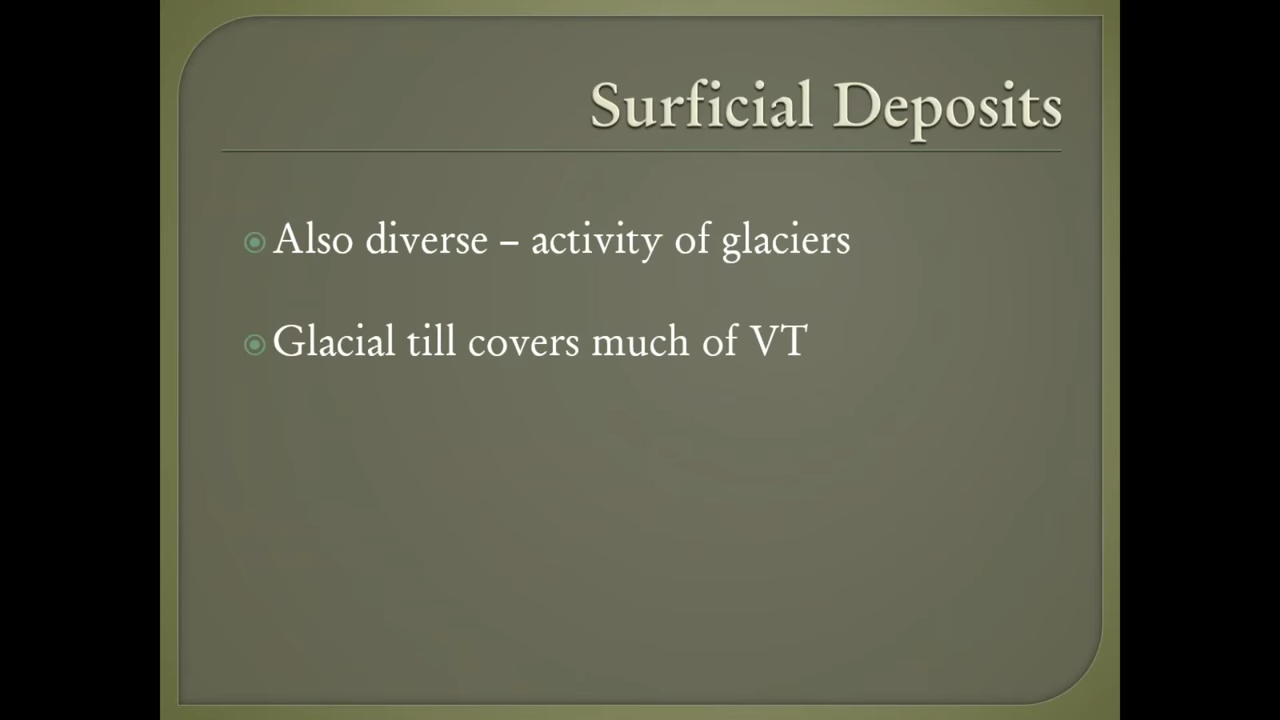 Surficial Deposits
Also diverse – activity of glaciers
Glacial till covers much of VT